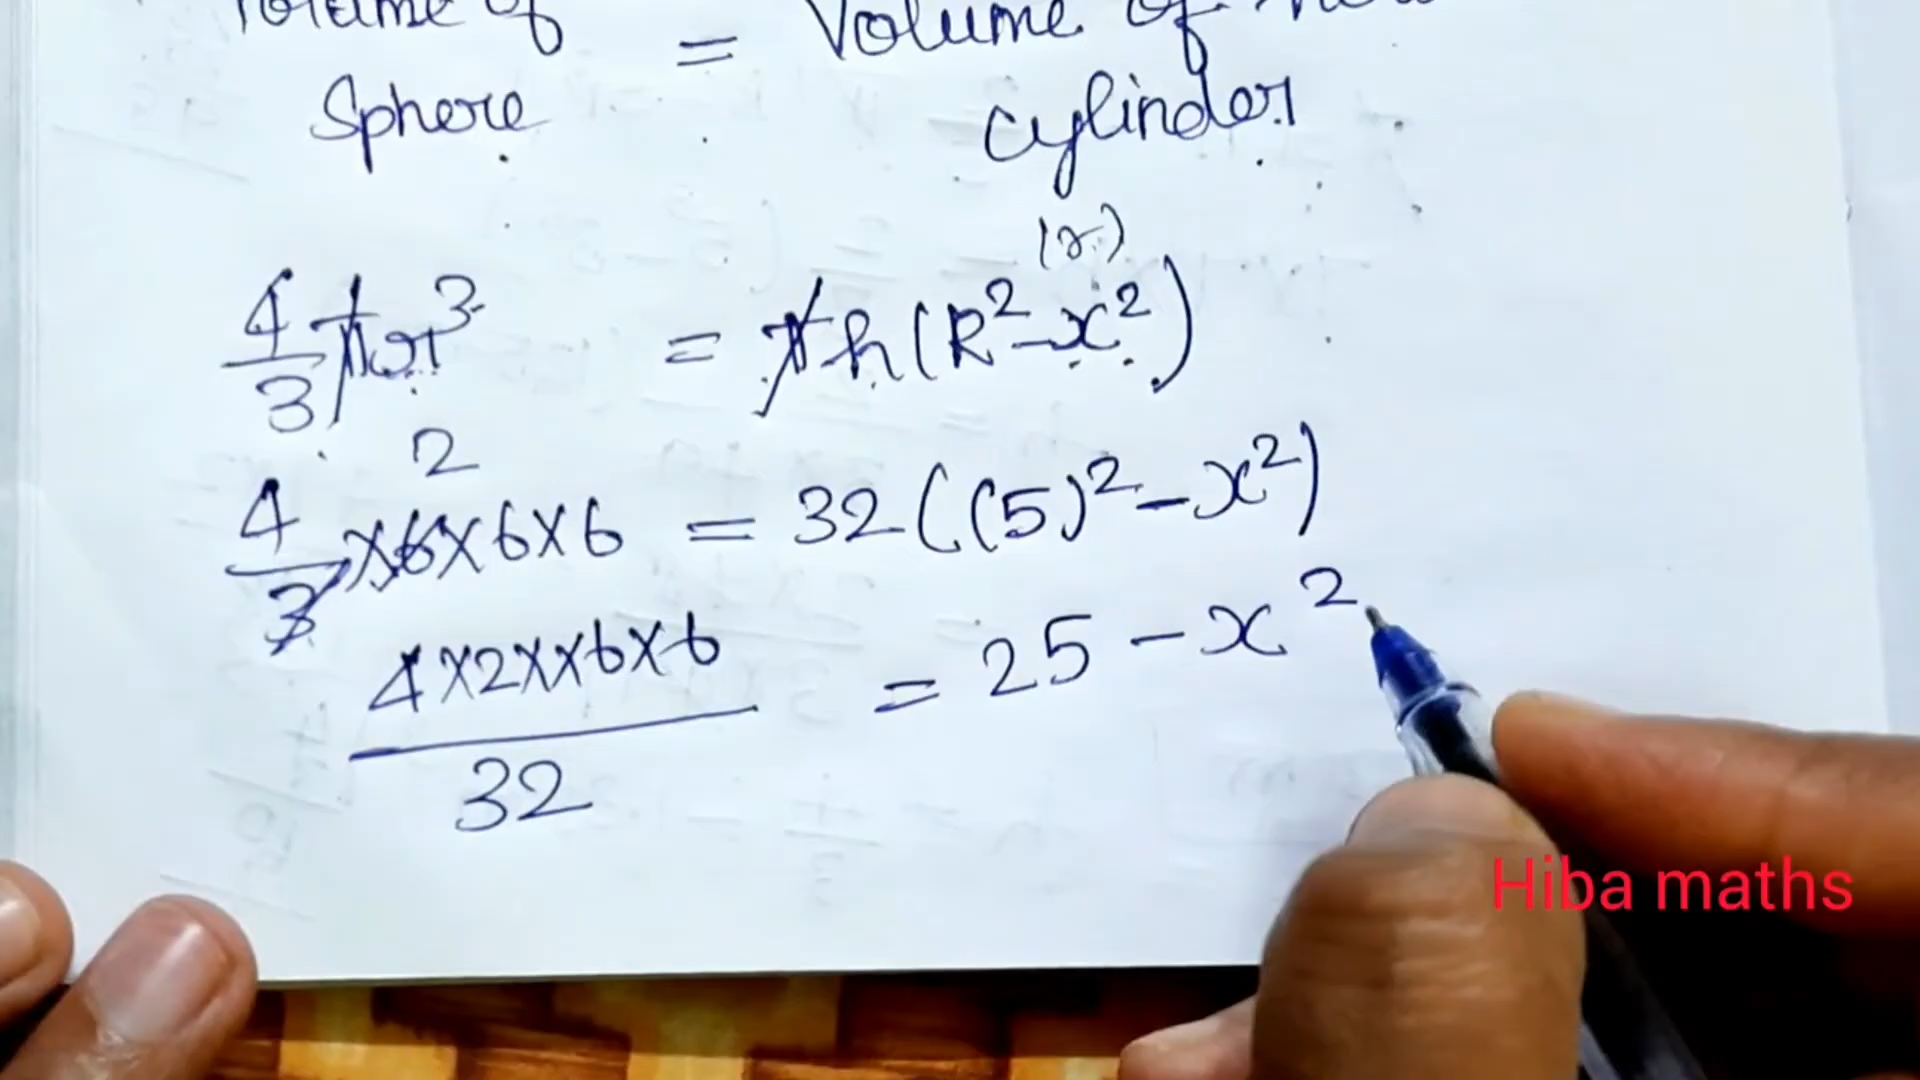 Volume of = Volume of
Sphere cylinder
(r)
4/3 πr³ = πh(R²-x²)
2
4/3 ×6×6×6 = 32((5)²-x²)
4×2××6×6/32 = 25-x²
Hiba maths